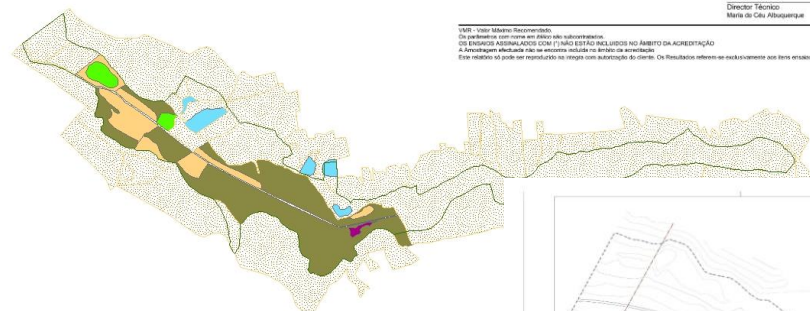 Director Técnico
Maria do Céu Albuquerque
VMR - Valor Máximo Recomendado.
Os parâmetros com nome em itálico são subcontratados.
OS ENSAIOS ASSINALADOS COM (*) NÃO ESTÃO INCLUIDOS NO ÂMBITO DA ACREDITAÇÃO
A Amostragem efectuada não se encontra incluída no âmbito da acreditação
Este relatório só pode ser reproduzido na íntegra com autorização do cliente. Os Resultados referem-se exclusivamente aos itens ensaiados